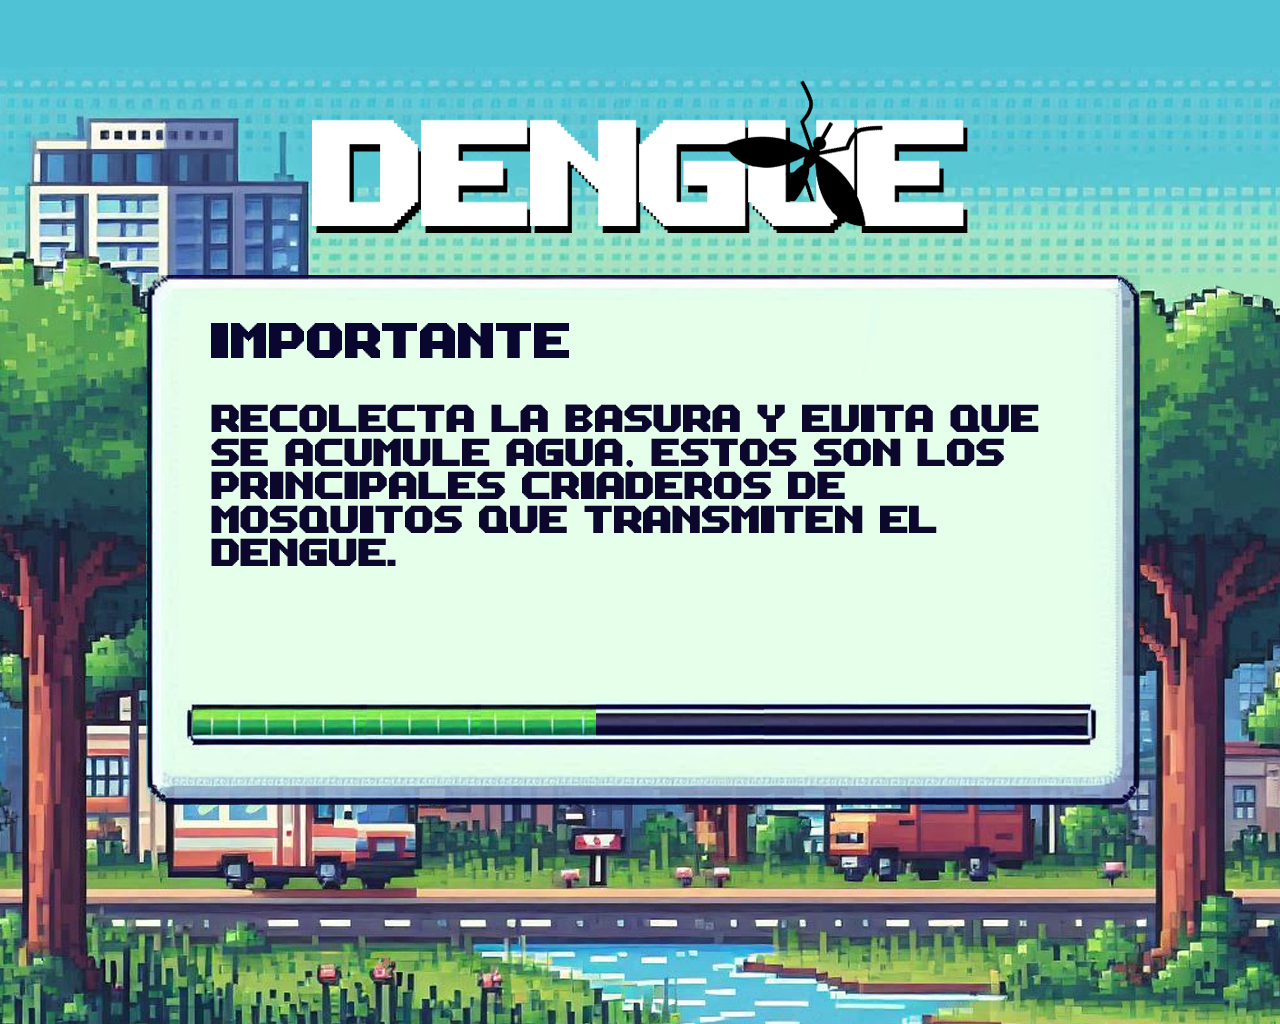 DENGUE
IMPORTANTE
RECOLECTA LA BASURA Y EVITA QUE
SE ACUMULE AGUA. ESTOS SON LOS
PRINCIPALES CRIADEROS DE
MOSQUITOS QUE TRANSMITEN EL
DENGUE.